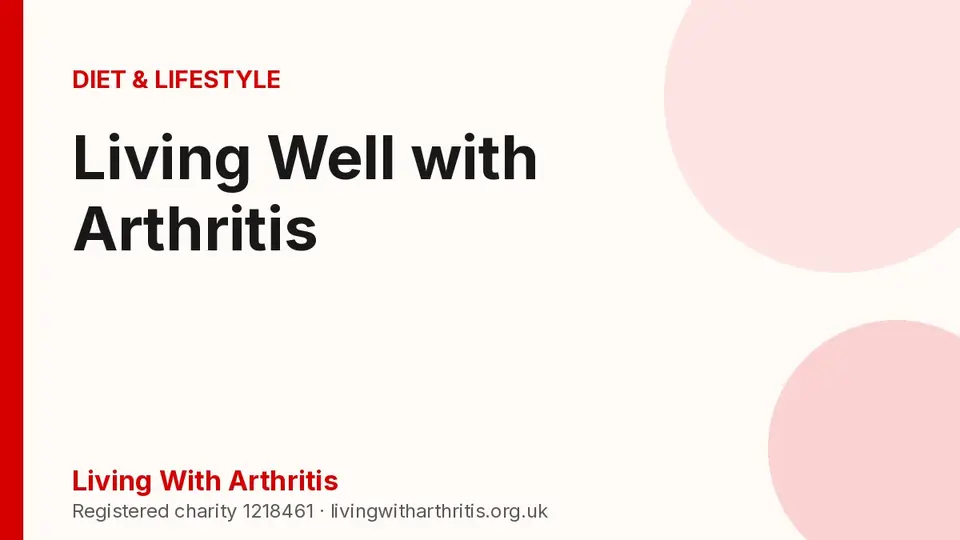 DIET & LIFESTYLE
Living Well with
Arthritis
Living With Arthritis
Registered charity 1218461 · livingwitharthritis.org.uk